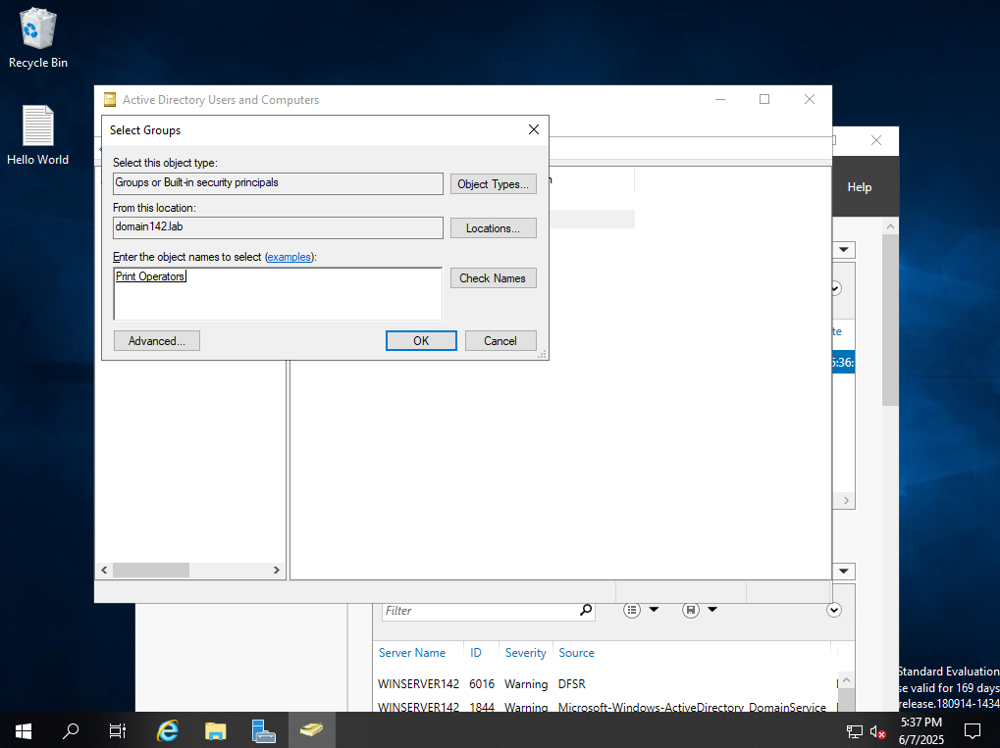 Recycle Bin
Hello World
Active Directory Users and Computers
Select Groups
Select this object type:
Groups or Built-in security principals
Object Types...
From this location:
domain142.lab
Locations...
Enter the object names to select (examples):
Print Operators
Check Names
Advanced...
OK
Cancel
Help
Filter
Server Name ID Severity Source
WINSERVER142 6016 Warning DFSR
WINSERVER142 1844 Warning Microsoft-Windows-ActiveDirectory_DomainService
Standard Evaluation
se valid for 169 days
release.180914-1434
5:37 PM
6/7/2025